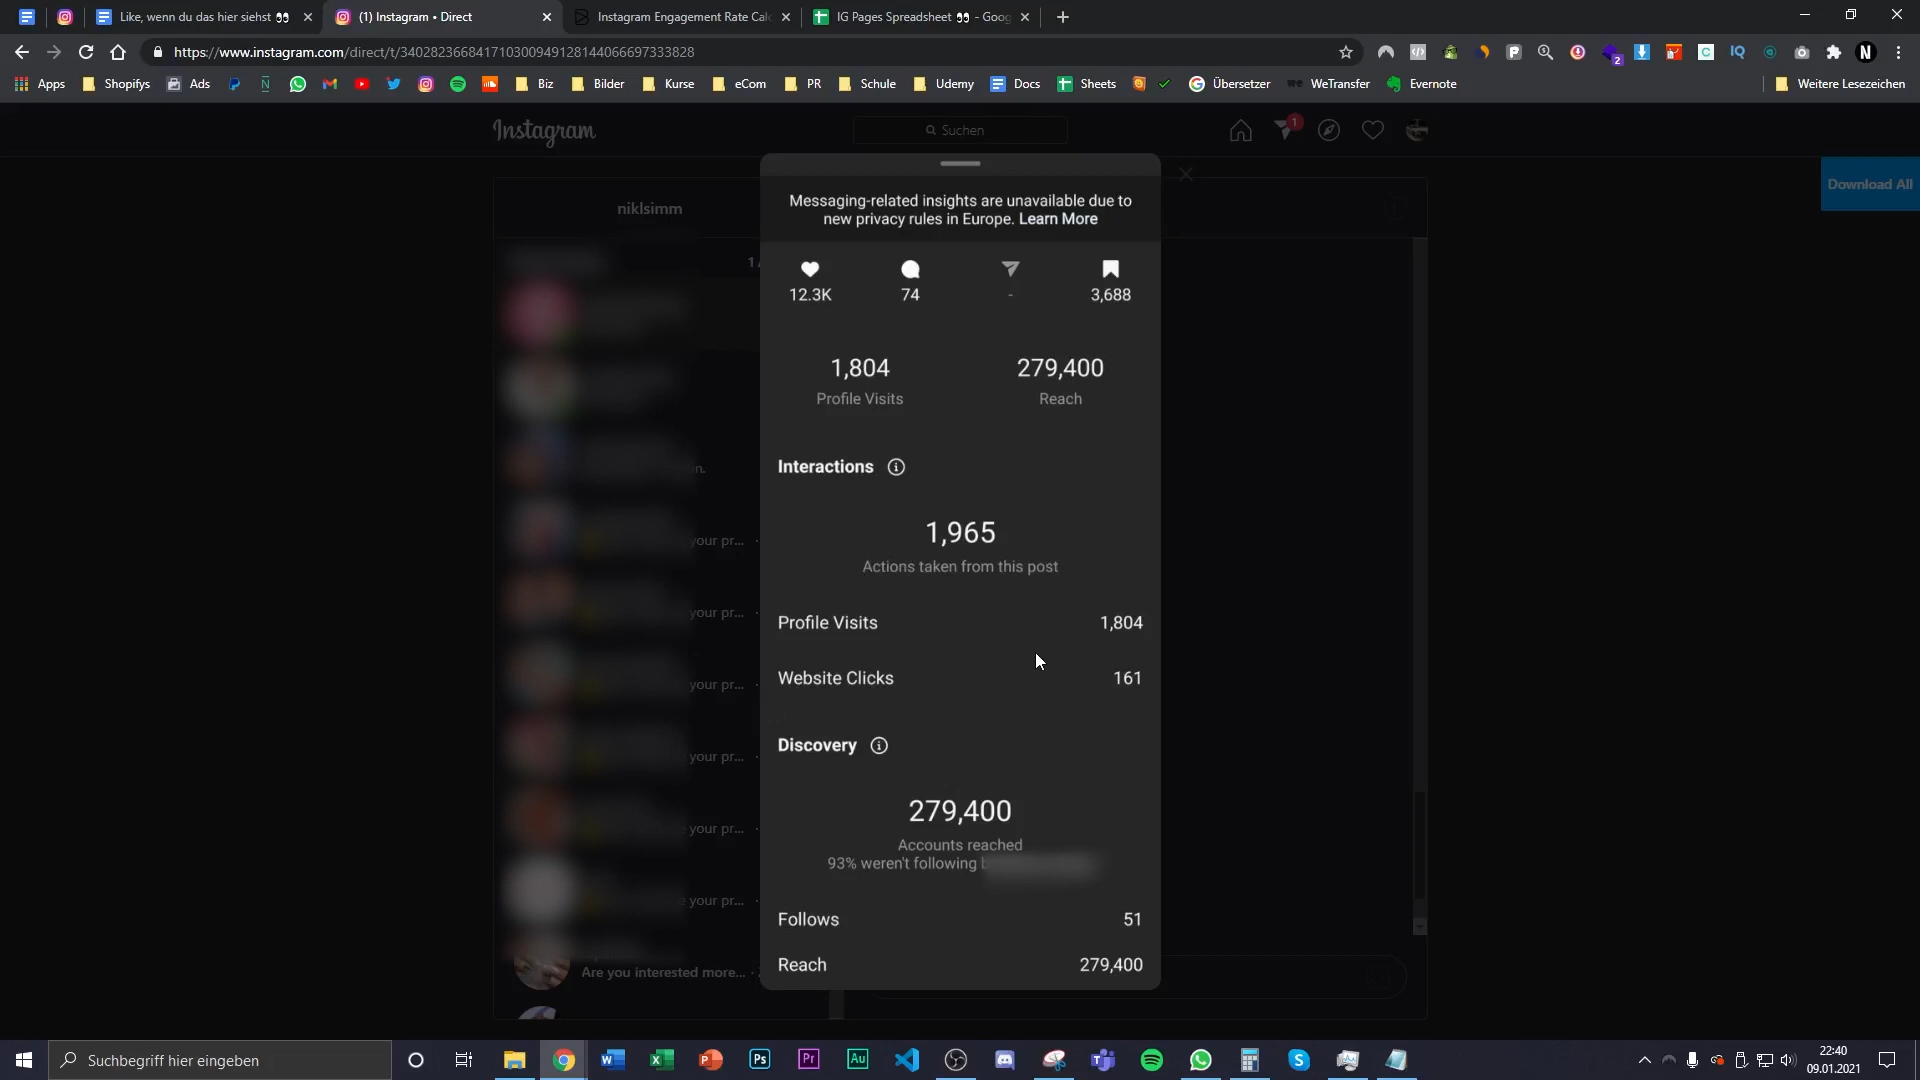 Like, wenn du das hier siehst 👀
(1) Instagram • Direct
Instagram Engagement Rate Cal
IG Pages Spreadsheet 👀 - Goog
https://www.instagram.com/direct/t/340282366841710300949128144066697333828
Apps
Shopifys
Ads
Biz
Bilder
Kurse
eCom
PR
Schule
Udemy
Docs
Sheets
Übersetzer
WeTransfer
Evernote
Weitere Lesezeichen
Instagram
Suchen
1
Download All
niklsimm
Messaging-related insights are unavailable due to
new privacy rules in Europe. Learn More
12.3K
74
-
3,688
1,804
Profile Visits
279,400
Reach
Interactions
1,965
Actions taken from this post
Profile Visits
1,804
Website Clicks
161
Discovery
279,400
Accounts reached
93% weren't following
Follows
51
Reach
279,400
your pr... ·
your pr...
your pr...
your pr... ·
e your pr... ·
e your pr... ·
Are you interested more... ·
Suchbegriff hier eingeben
22:40
09.01.2021